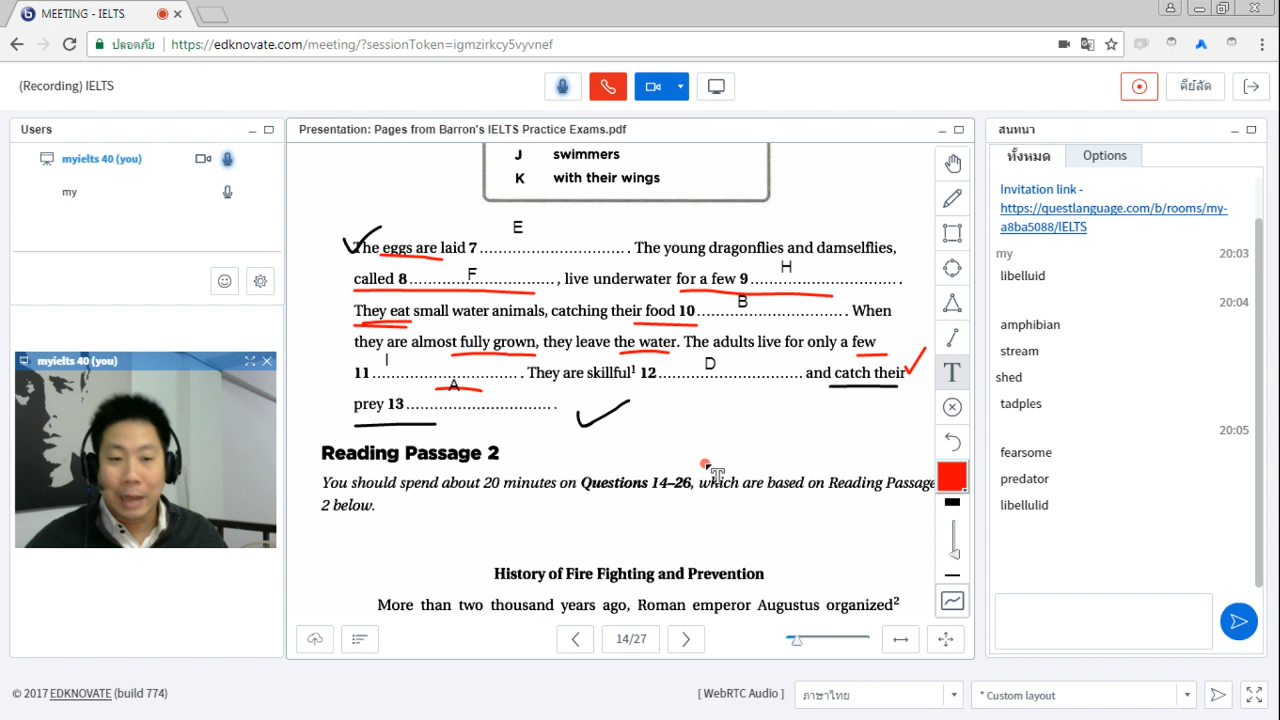 MEETING - IELTS
ปลอดภัย https://edknovate.com/meeting/?sessionToken=igmzirkcy5vyvnef
(Recording) IELTS
คีย์ลัด
Users
myielts 40 (you)
my
myielts 40 (you)
Presentation: Pages from Barron's IELTS Practice Exams.pdf
J swimmers
K with their wings
E
The eggs are laid 7............................. . The young dragonflies and damselflies,
F H
called 8............................., live underwater for a few 9............................. .
B
They eat small water animals, catching their food 10............................. . When
they are almost fully grown, they leave the water. The adults live for only a few
I D
11............................. . They are skillful¹ 12............................. and catch their
A
prey 13............................. .
Reading Passage 2
You should spend about 20 minutes on Questions 14–26, which are based on Reading Passage
2 below.
History of Fire Fighting and Prevention
More than two thousand years ago, Roman emperor Augustus organized²
T
14/27
สนทนา
ทั้งหมด Options
Invitation link -
https://questlanguage.com/b/rooms/my-
a8ba5088/IELTS
my 20:03
libelluid
20:04
amphibian
stream
shed
tadples
20:05
fearsome
predator
libellulid
© 2017 EDKNOVATE (build 774)
[ WebRTC Audio ]
ภาษาไทย
* Custom layout